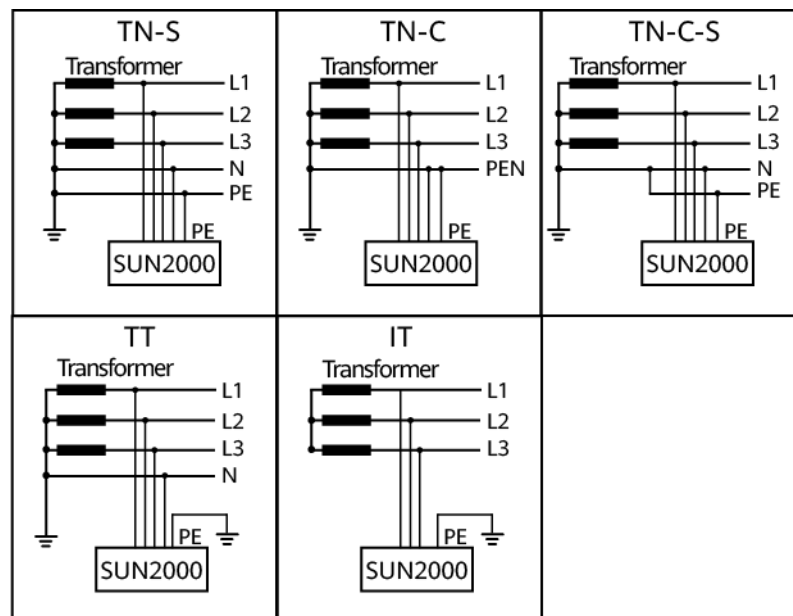 TN-S
Transformer
L1
L2
L3
N
PE
PE
SUN2000
TN-C
Transformer
L1
L2
L3
PEN
PE
SUN2000
TN-C-S
Transformer
L1
L2
L3
N
PE
PE
SUN2000
TT
Transformer
L1
L2
L3
N
PE
SUN2000
IT
Transformer
L1
L2
L3
PE
SUN2000